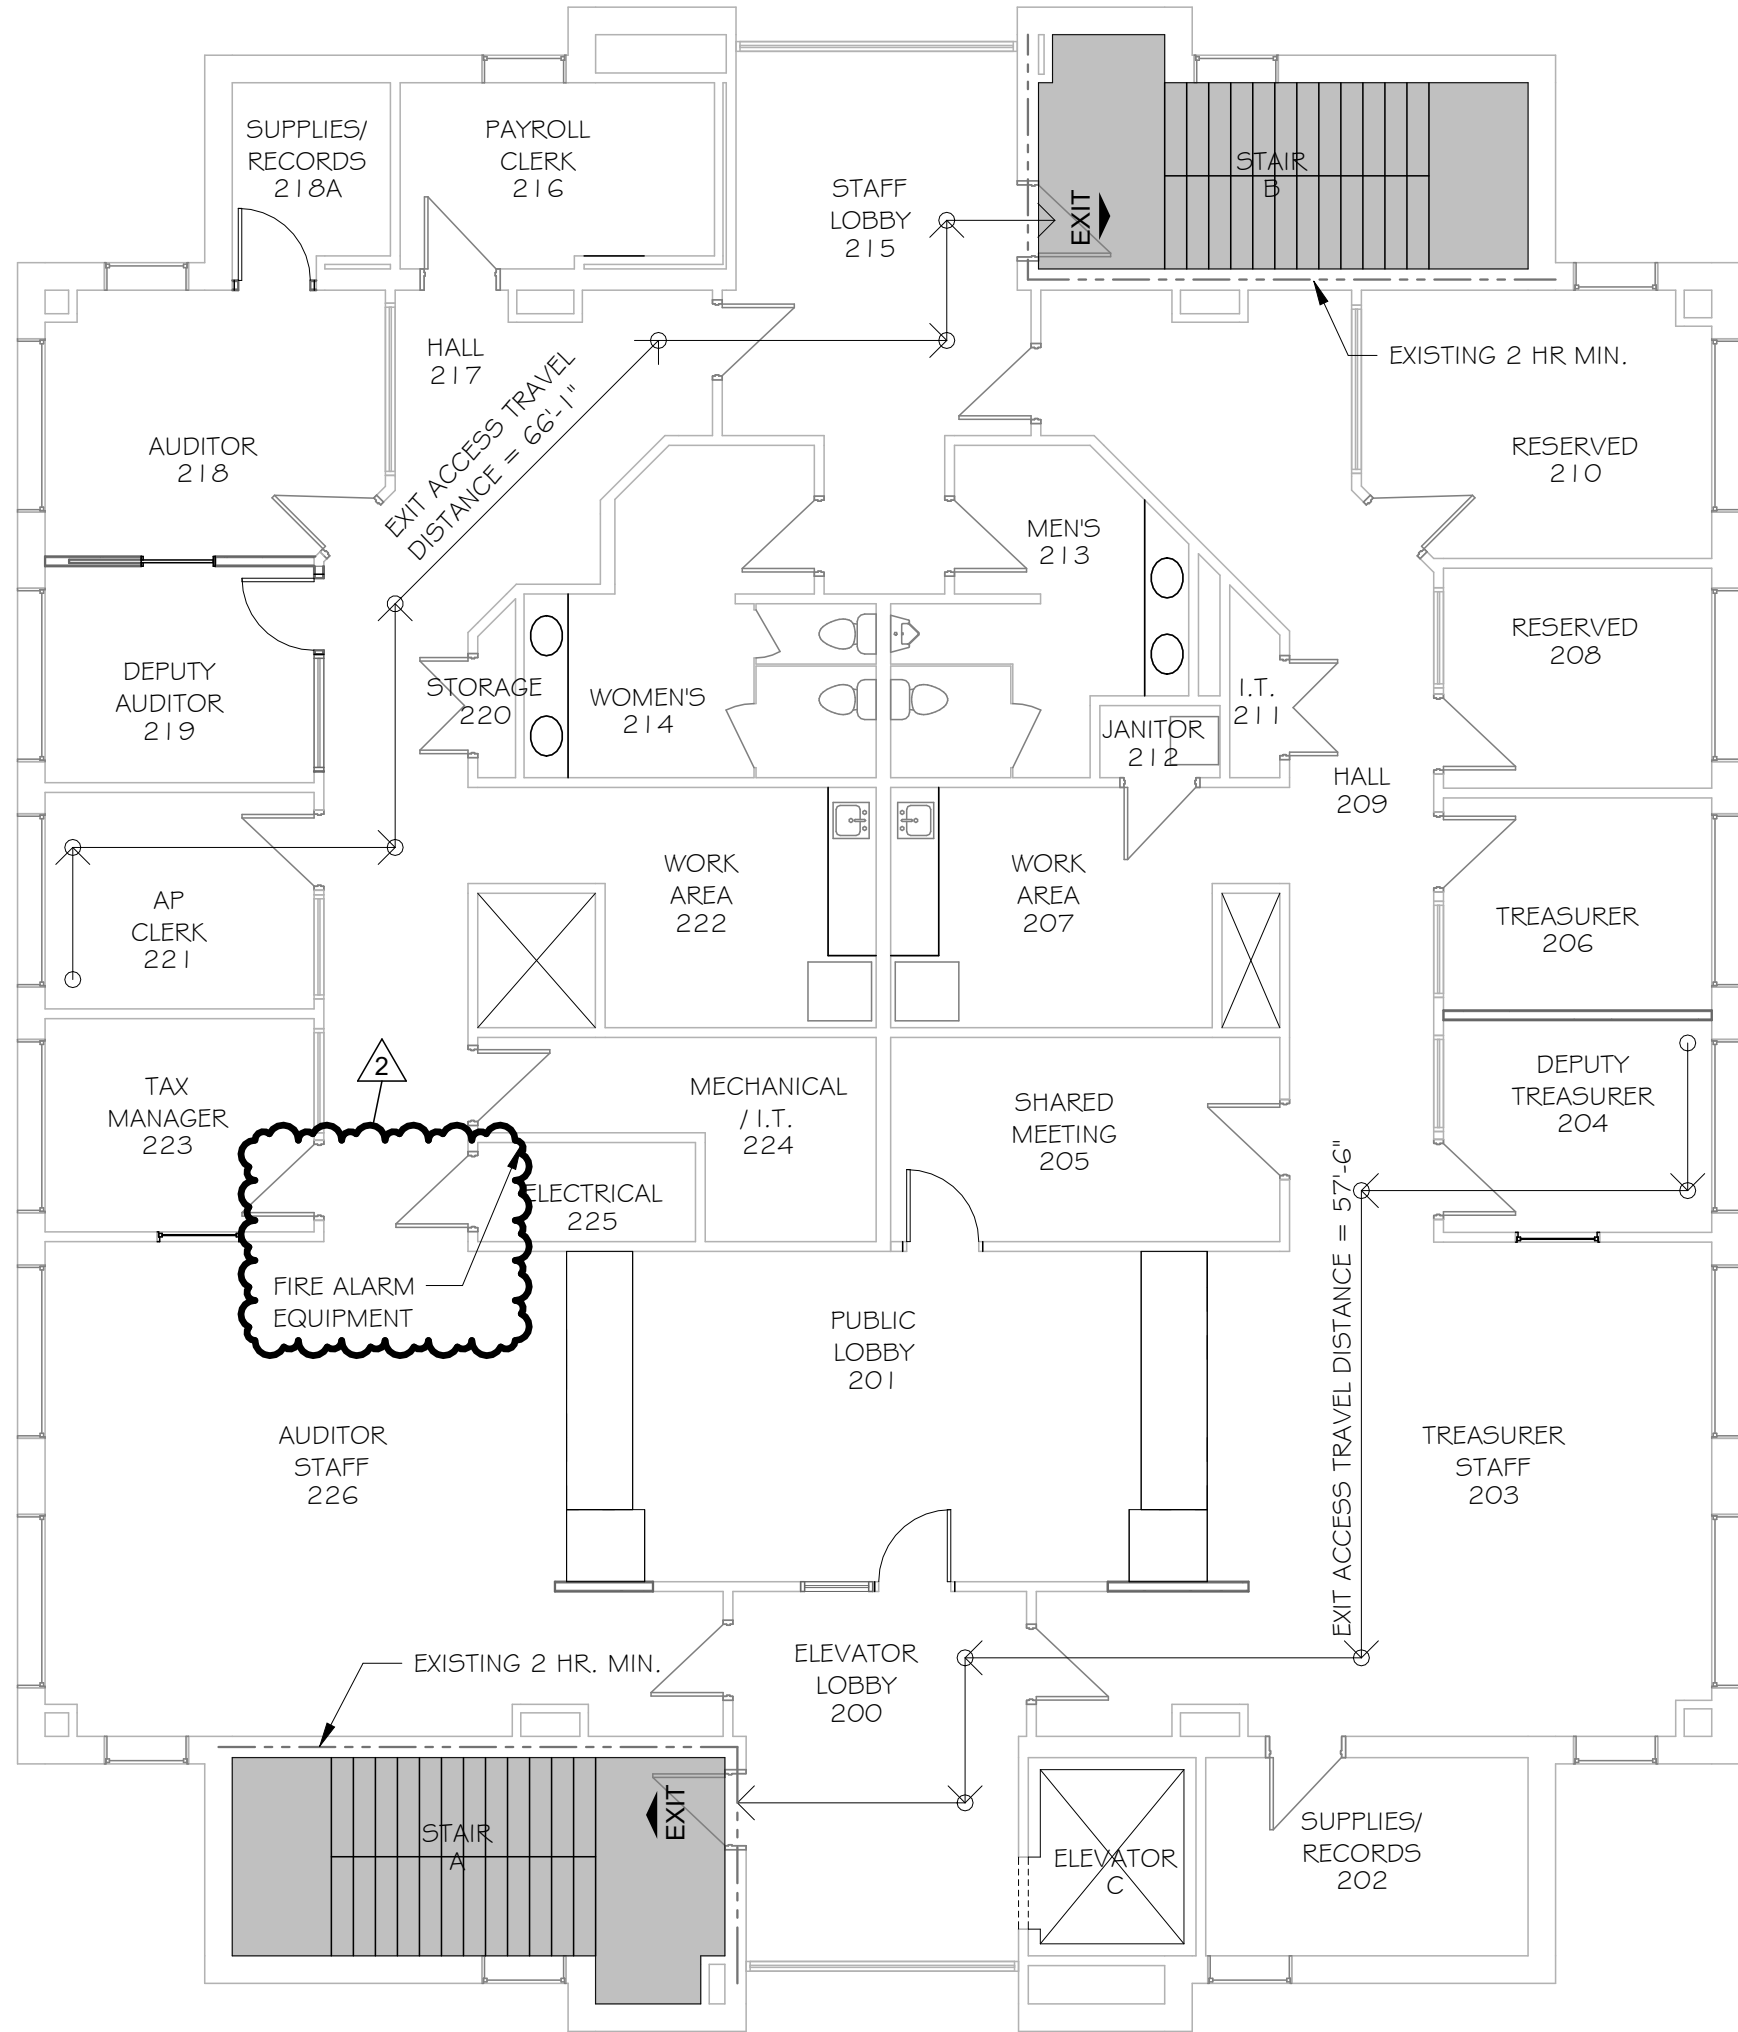 SUPPLIES/
RECORDS
218A
PAYROLL
CLERK
216
STAFF
LOBBY
215
STAIR
B
EXIT
EXISTING 2 HR MIN.
HALL
217
EXIT ACCESS TRAVEL
DISTANCE = 66'-1"
AUDITOR
218
RESERVED
210
MEN'S
213
DEPUTY
AUDITOR
219
STORAGE
220
WOMEN'S
214
JANITOR
212
I.T.
211
RESERVED
208
HALL
209
AP
CLERK
221
WORK
AREA
222
WORK
AREA
207
TREASURER
206
2
TAX
MANAGER
223
MECHANICAL
/ I.T.
224
SHARED
MEETING
205
DEPUTY
TREASURER
204
ELECTRICAL
225
FIRE ALARM
EQUIPMENT
PUBLIC
LOBBY
201
EXIT ACCESS TRAVEL DISTANCE = 57'-6"
AUDITOR
STAFF
226
TREASURER
STAFF
203
EXISTING 2 HR. MIN.
ELEVATOR
LOBBY
200
STAIR
A
EXIT
ELEVATOR
C
SUPPLIES/
RECORDS
202